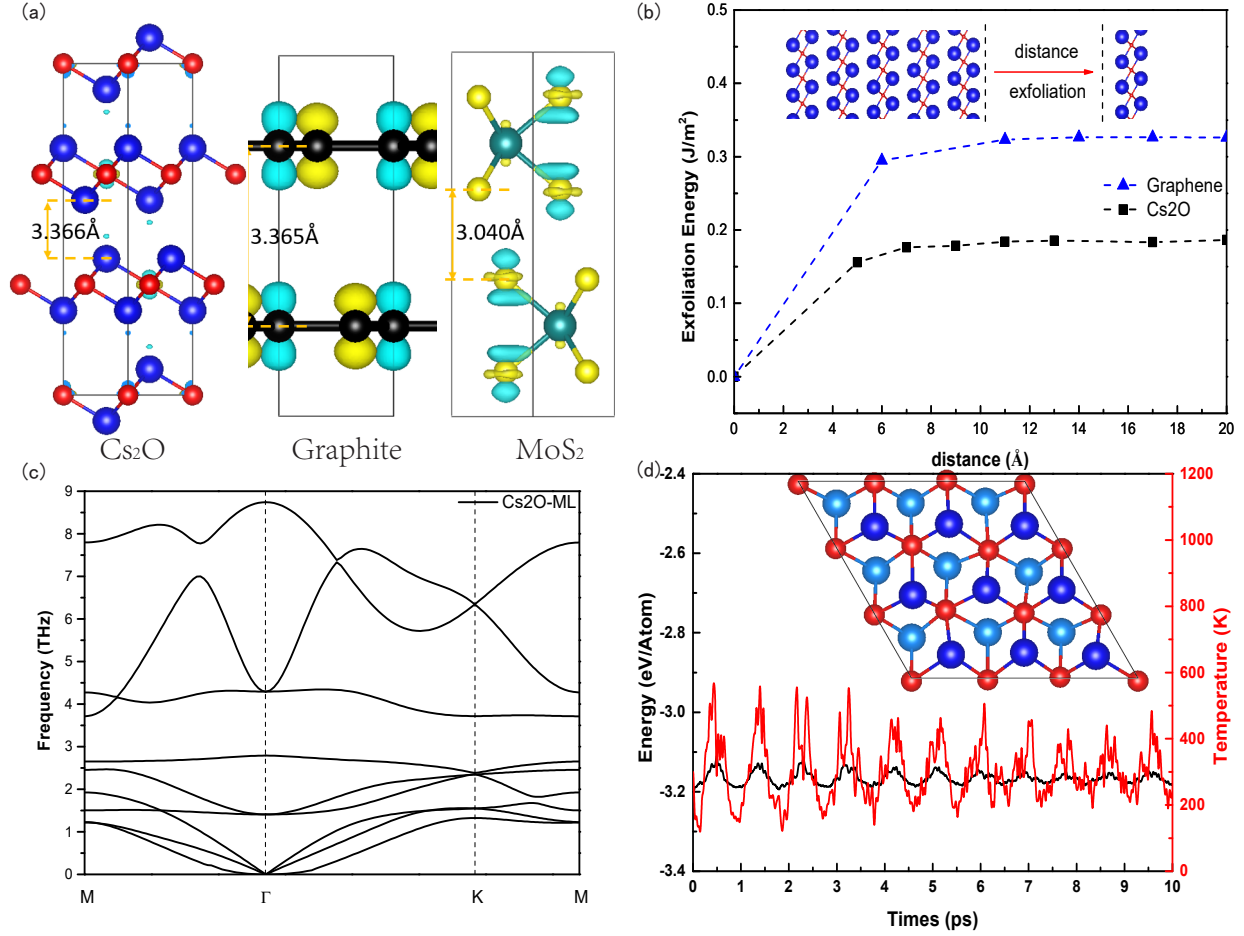 (a)
3.366Å
3.365Å
3.040Å
Cs₂O
Graphite
MoS₂
(b)
Exfoliation Energy (J/m²)
0.5
0.4
0.3
0.2
0.1
0.0
distance
exfoliation
Graphene
Cs2O
0 2 4 6 8 10 12 14 16 18 20
distance (Å)
(c)
Frequency (THz)
9
8
7
6
5
4
3
2
1
0
Cs2O-ML
M Γ K M
(d)
Energy (eV/Atom)
-2.4
-2.6
-2.8
-3.0
-3.2
-3.4
Temperature (K)
1200
1000
800
600
400
200
0
0 1 2 3 4 5 6 7 8 9 10
Times (ps)